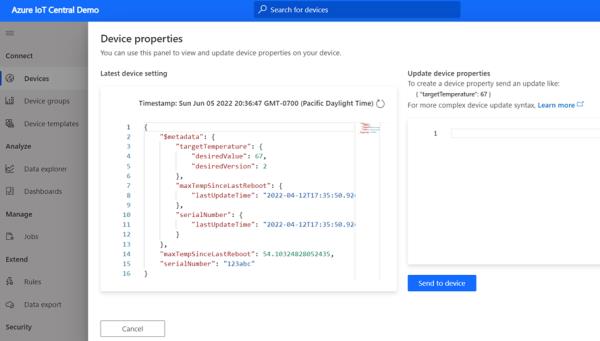 Azure IoT Central Demo
Search for devices
Connect
Devices
Device groups
Device templates
Analyze
Data explorer
Dashboards
Manage
Jobs
Extend
Rules
Data export
Security
Device properties
You can use this panel to view and update device properties on your device.
Latest device setting
Timestamp: Sun Jun 05 2022 20:36:47 GMT-0700 (Pacific Daylight Time)
1 {
2 "$metadata": {
3 "targetTemperature": {
4 "desiredValue": 67,
5 "desiredVersion": 2
6 },
7 "maxTempSinceLastReboot": {
8 "lastUpdateTime": "2022-04-12T17:35:50.92
9 },
10 "serialNumber": {
11 "lastUpdateTime": "2022-04-12T17:35:50.92
12 }
13 },
14 "maxTempSinceLastReboot": 54.10324828052435,
15 "serialNumber": "123abc"
16 }
Update device properties
To create a device property send an update like:
{ "targetTemperature": 67 }
For more complex device update syntax, Learn more
1
Send to device
Cancel